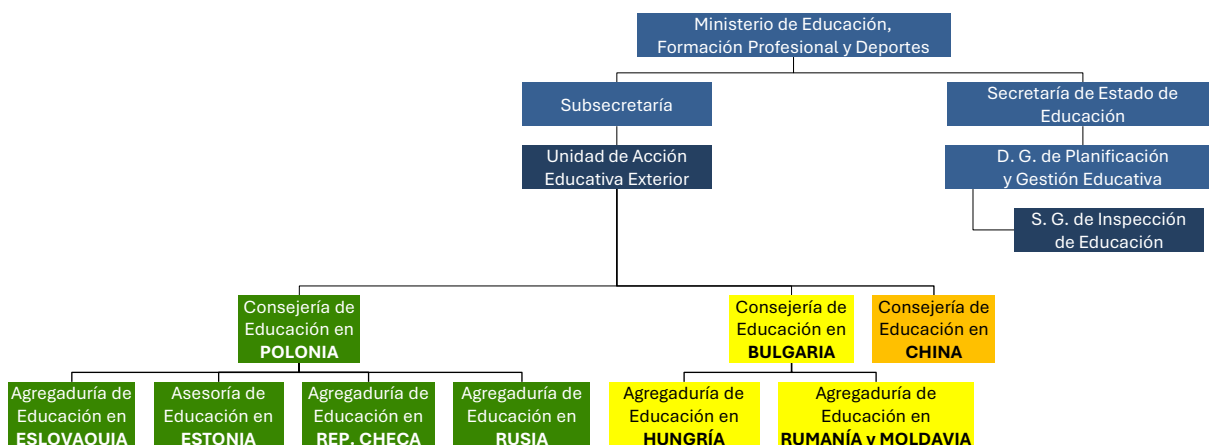 Ministerio de Educación,
Formación Profesional y Deportes
Subsecretaría
Secretaría de Estado de
Educación
Unidad de Acción
Educativa Exterior
D. G. de Planificación
y Gestión Educativa
S. G. de Inspección
de Educación
Consejería de
Educación en
POLONIA
Consejería de
Educación en
BULGARIA
Consejería de
Educación en
CHINA
Agregaduría de
Educación en
ESLOVAQUIA
Asesoría de
Educación en
ESTONIA
Agregaduría de
Educación en
REP. CHECA
Agregaduría de
Educación en
RUSIA
Agregaduría de
Educación en
HUNGRÍA
Agregaduría de
Educación en
RUMANÍA y MOLDAVIA